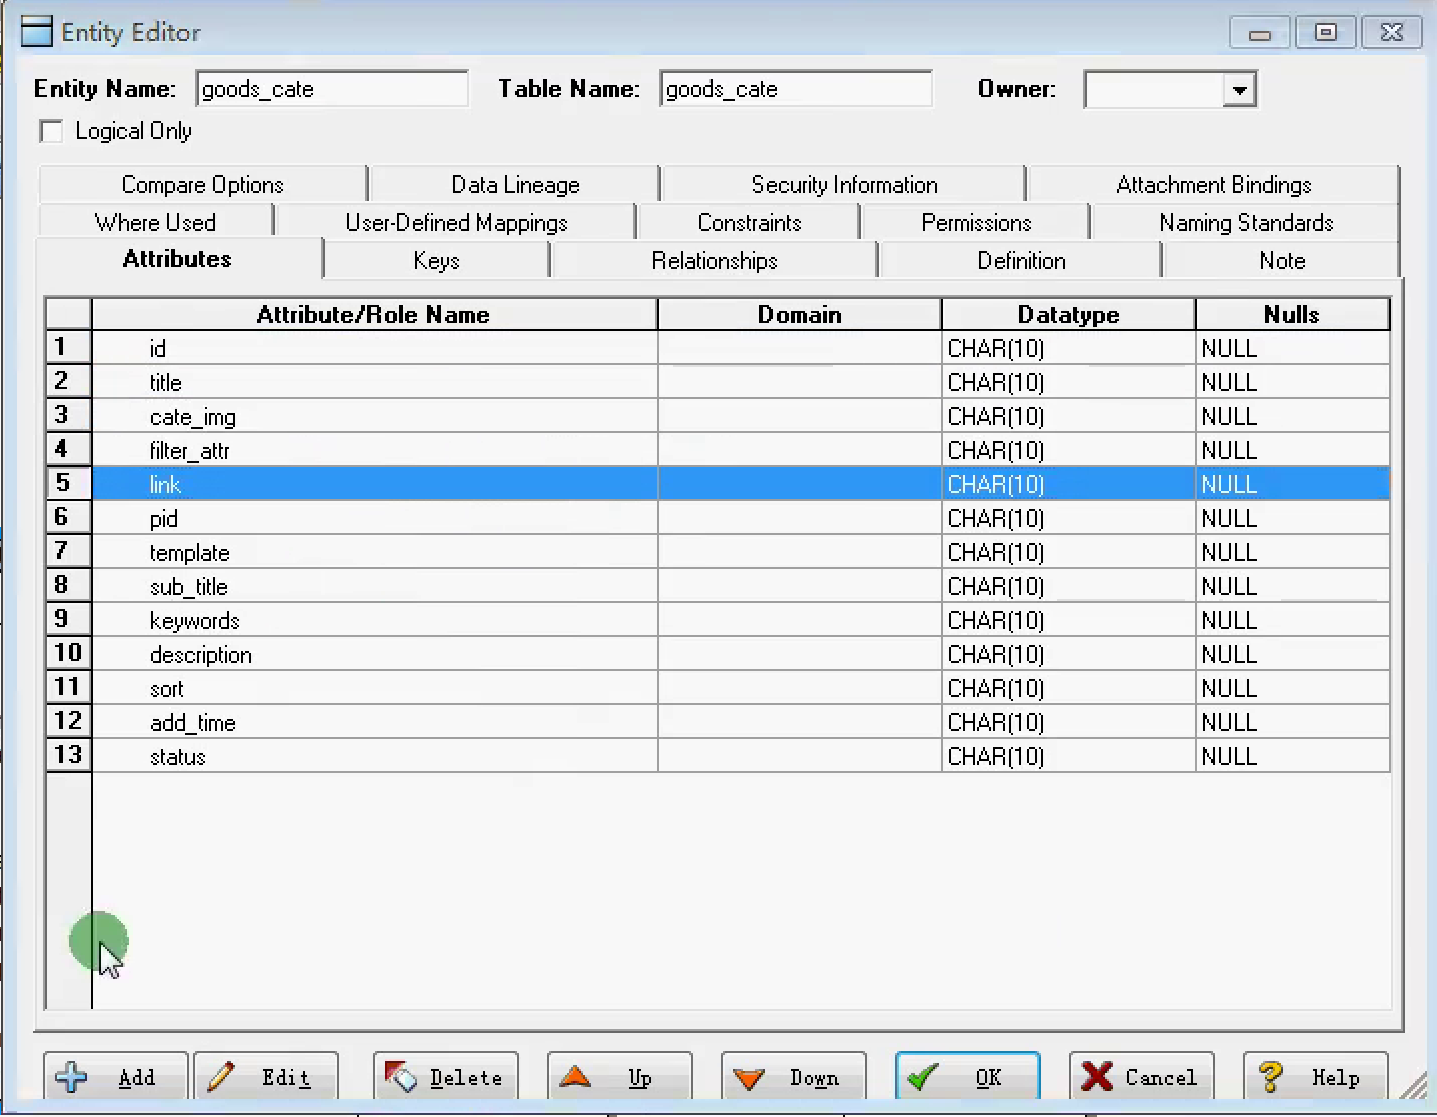 Entity Editor
Entity Name: goods_cate Table Name: goods_cate Owner:
Logical Only
Compare Options Data Lineage Security Information Attachment Bindings
Where Used User-Defined Mappings Constraints Permissions Naming Standards
Attributes Keys Relationships Definition Note
Attribute/Role Name Domain Datatype Nulls
1 id CHAR(10) NULL
2 title CHAR(10) NULL
3 cate_img CHAR(10) NULL
4 filter_attr CHAR(10) NULL
5 link CHAR(10) NULL
6 pid CHAR(10) NULL
7 template CHAR(10) NULL
8 sub_title CHAR(10) NULL
9 keywords CHAR(10) NULL
10 description CHAR(10) NULL
11 sort CHAR(10) NULL
12 add_time CHAR(10) NULL
13 status CHAR(10) NULL
Add Edit Delete Up Down OK Cancel Help